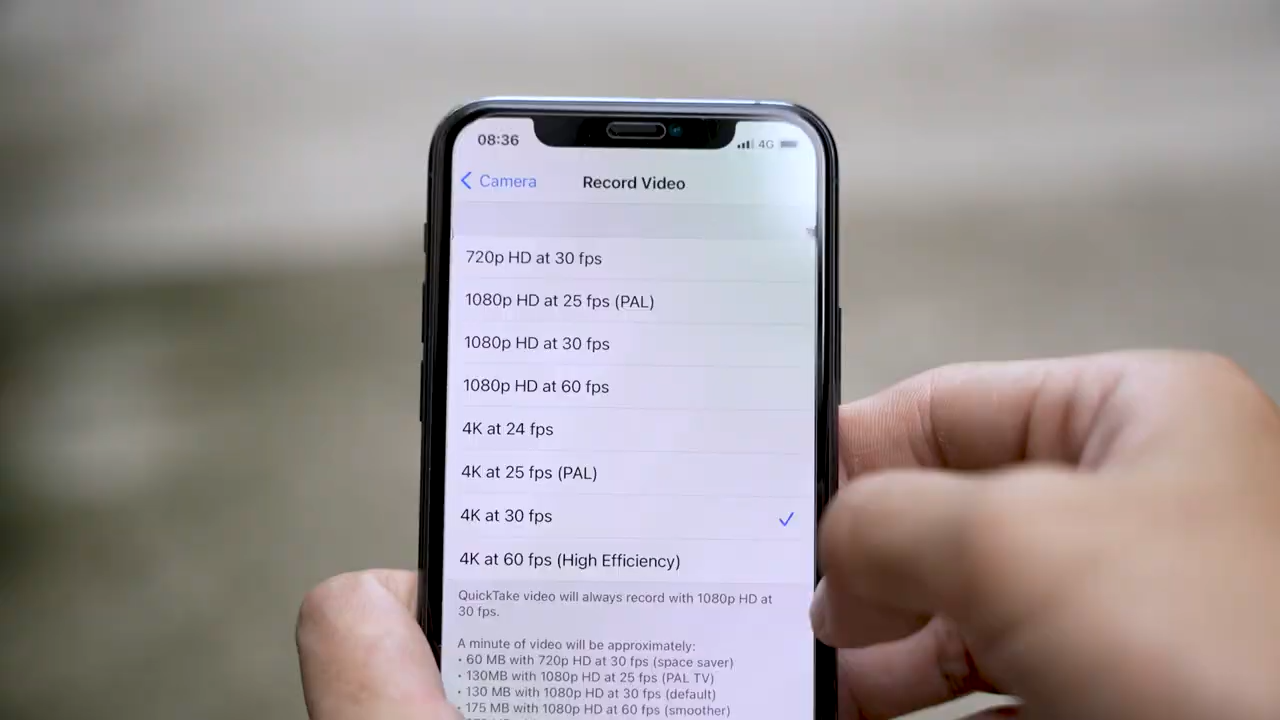 08:36
4G
Camera
Record Video
720p HD at 30 fps
1080p HD at 25 fps (PAL)
1080p HD at 30 fps
1080p HD at 60 fps
4K at 24 fps
4K at 25 fps (PAL)
4K at 30 fps
4K at 60 fps (High Efficiency)
QuickTake video will always record with 1080p HD at
30 fps.
A minute of video will be approximately:
• 60 MB with 720p HD at 30 fps (space saver)
• 130MB with 1080p HD at 25 fps (PAL TV)
• 130 MB with 1080p HD at 30 fps (default)
• 175 MB with 1080p HD at 60 fps (smoother)